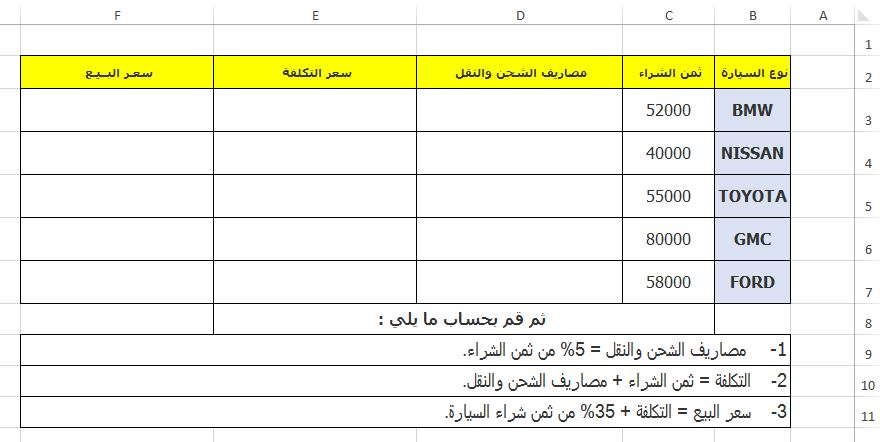 A B C D E F
1
2 نوع السيارة ثمن الشراء مصاريف الشحن والنقل سعر التكلفة سعر البيع
3 BMW 52000
4 NISSAN 40000
5 TOYOTA 55000
6 GMC 80000
7 FORD 58000
8 ثم قم بحساب ما يلي :
9 1- مصاريف الشحن والنقل = 5% من ثمن الشراء.
10 2- التكلفة = ثمن الشراء + مصاريف الشحن والنقل.
11 3- سعر البيع = التكلفة + 35% من ثمن شراء السيارة.